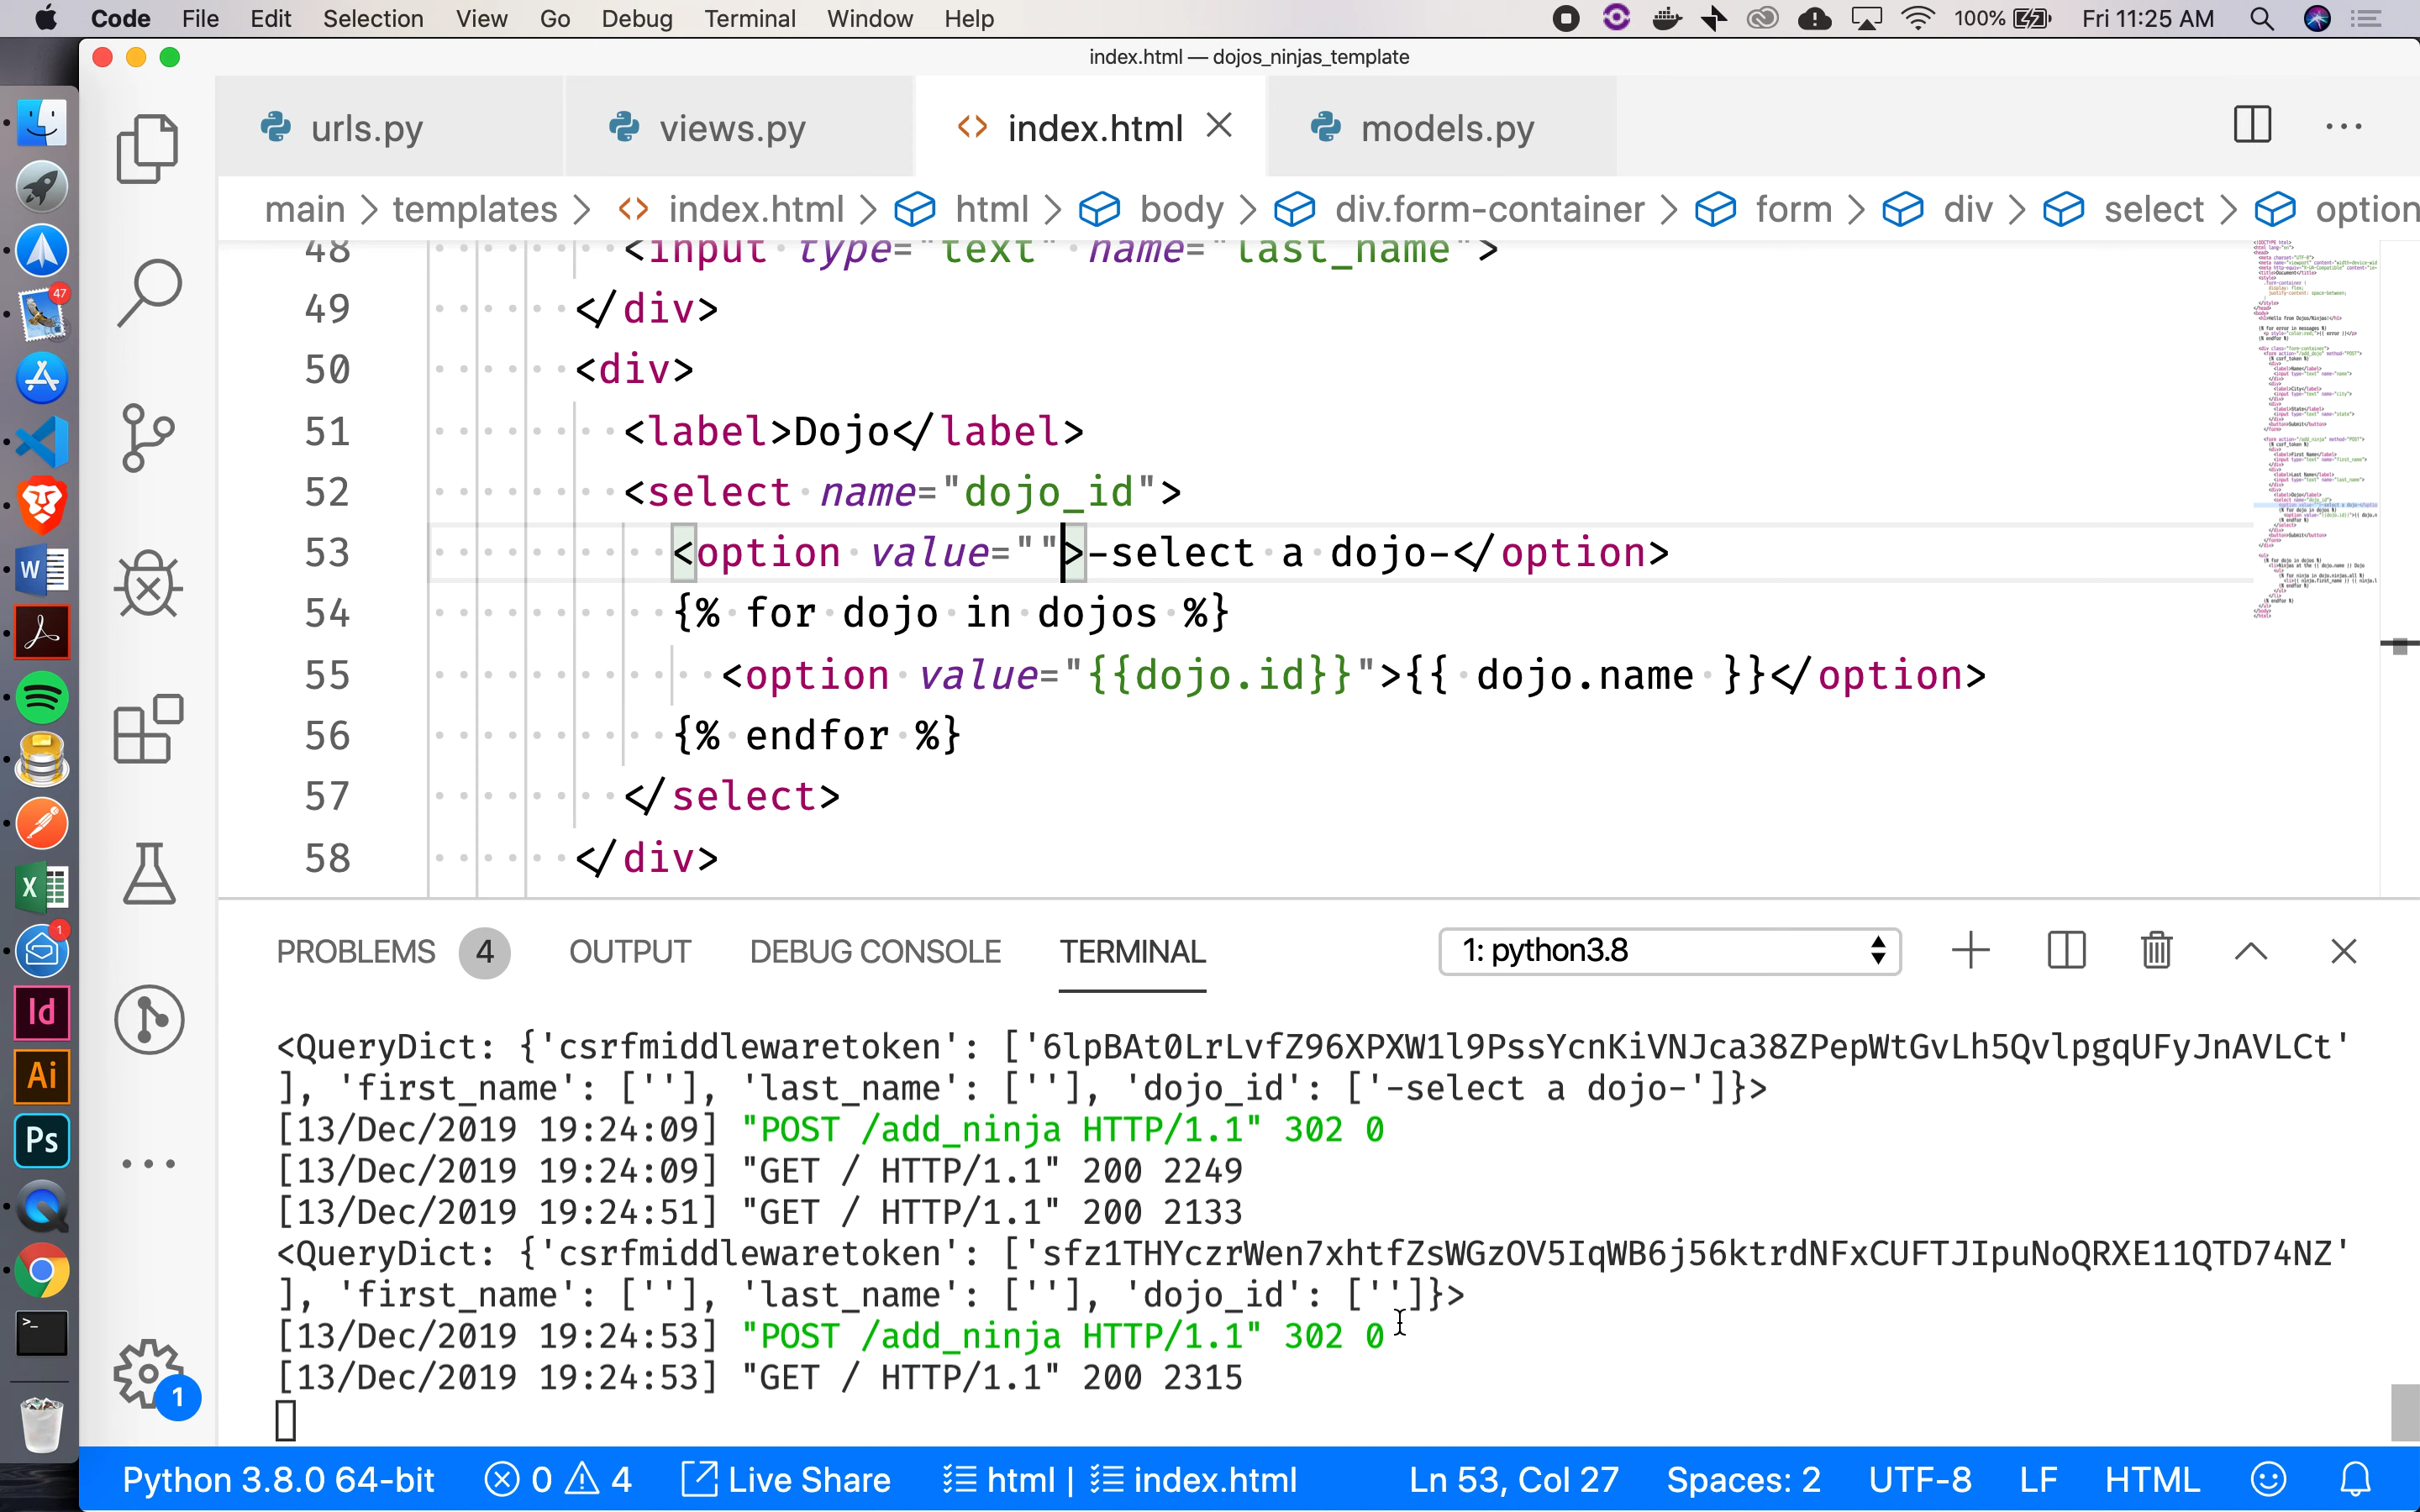 Code File Edit Selection View Go Debug Terminal Window Help 100% Fri 11:25 AM
index.html — dojos_ninjas_template
urls.py views.py index.html models.py
main > templates > index.html > html > body > div.form-container > form > div > select > option
48 <input type="text" name="last_name">
49 </div>
50 <div>
51 <label>Dojo</label>
52 <select name="dojo_id">
53 <option value="">-select a dojo-</option>
54 {% for dojo in dojos %}
55 <option value="{{dojo.id}}">{{ dojo.name }}</option>
56 {% endfor %}
57 </select>
58 </div>
PROBLEMS 4 OUTPUT DEBUG CONSOLE TERMINAL 1: python3.8
<QueryDict: {'csrfmiddlewaretoken': ['6lpBAt0LrLvfZ96XPXW1l9PssYcnKiVNJca38ZPepWtGvLh5QvlpgqUFyJnAVLCt'
], 'first_name': [''], 'last_name': [''], 'dojo_id': ['-select a dojo-']}>
[13/Dec/2019 19:24:09] "POST /add_ninja HTTP/1.1" 302 0
[13/Dec/2019 19:24:09] "GET / HTTP/1.1" 200 2249
[13/Dec/2019 19:24:51] "GET / HTTP/1.1" 200 2133
<QueryDict: {'csrfmiddlewaretoken': ['sfz1THYczrWen7xhtfZsWGzOV5IqWB6j56ktrdNFxCUFTJIpuNoQRXE11QTD74NZ'
], 'first_name': [''], 'last_name': [''], 'dojo_id': ['']}>
[13/Dec/2019 19:24:53] "POST /add_ninja HTTP/1.1" 302 0
[13/Dec/2019 19:24:53] "GET / HTTP/1.1" 200 2315
47
W
X
1
Id
Ai
Ps
>_
1
Python 3.8.0 64-bit 0 4 Live Share html | index.html Ln 53, Col 27 Spaces: 2 UTF-8 LF HTML